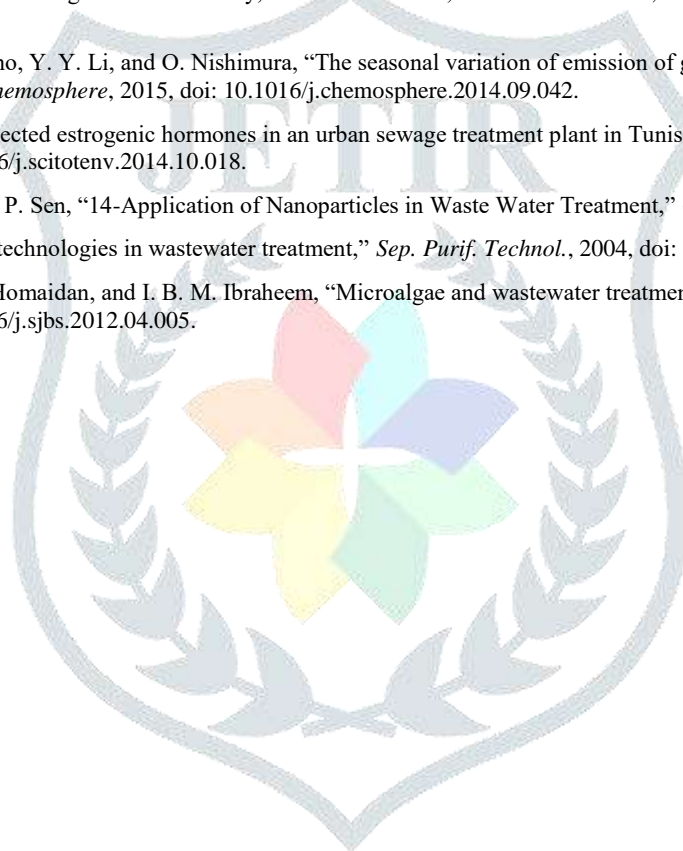 no, Y. Y. Li, and O. Nishimura, “The seasonal variation of emission of g
hemosphere, 2015, doi: 10.1016/j.chemosphere.2014.09.042.
ected estrogenic hormones in an urban sewage treatment plant in Tunis
6/j.scitotenv.2014.10.018.
P. Sen, “14-Application of Nanoparticles in Waste Water Treatment,”
technologies in wastewater treatment,” Sep. Purif. Technol., 2004, doi:
Homaidan, and I. B. M. Ibraheem, “Microalgae and wastewater treatmen
6/j.sjbs.2012.04.005.
JETIR